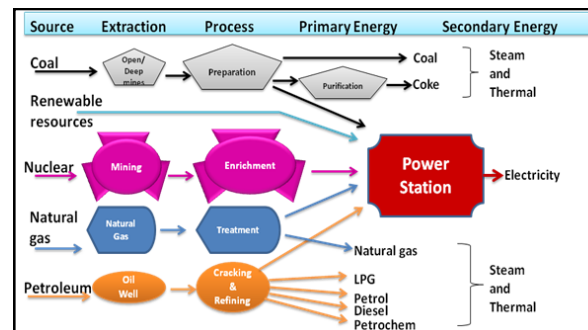 Source Extraction Process Primary Energy Secondary Energy
Coal
Open/
Deep
mines
Preparation
Purification
Coal
Coke
Steam
and
Thermal
Renewable
resources
Nuclear
Mining
Enrichment
Power
Station
Electricity
Natural
gas
Natural
Gas
Treatment
Natural gas
Petroleum
Oil
Well
Cracking
&
Refining
LPG
Petrol
Diesel
Petrochem
Steam
and
Thermal